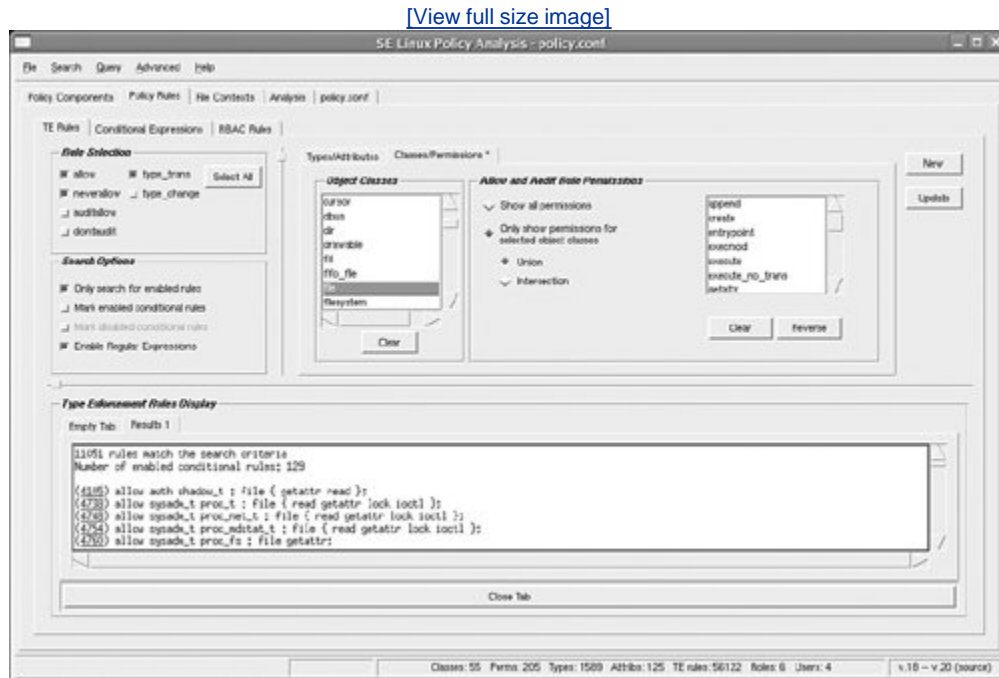 [View full size image]
SE Linux Policy Analysis - policy.conf
File Search Query Advanced Help
Policy Components Policy Rules File Contexts Analysis policy.conf
TE Rules Conditional Expressions RBAC Rules
Rule Selection
allow type_trans Select All
neverallow type_change
auditallow
dontaudit
Search Options
Only search for enabled rules
Mark enabled conditional rules
Mark disabled conditional rules
Enable Regular Expressions
Types/Attributes Classes/Permissions *
Object Classes
cursor
dbus
dir
drawable
fd
fifo_file
file
filesystem
Clear
Allow and Audit Rule Permissions
Show all permissions
Only show permissions for
selected object classes
Union
Intersection
append
create
entrypoint
execmod
execute
execute_no_trans
getattr
Clear Reverse
New
Update
Type Enforcement Rules Display
Empty Tab Results 1
11051 rules match the search criteria
Number of enabled conditional rules: 129
allow auth shadow_t : file { getattr read };
(4738) allow sysadm_t proc_t : file { read getattr lock ioctl };
(4748) allow sysadm_t proc_net_t : file { read getattr lock ioctl };
(4754) allow sysadm_t proc_mdstat_t : file { read getattr lock ioctl };
(4760) allow sysadm_t proc_fs : file getattr;
Close Tab
Classes: 55 Perms: 205 Types: 1589 Attribs: 125 TE rules: 56122 Roles: 6 Users: 4
v.18 – v.20 (source)